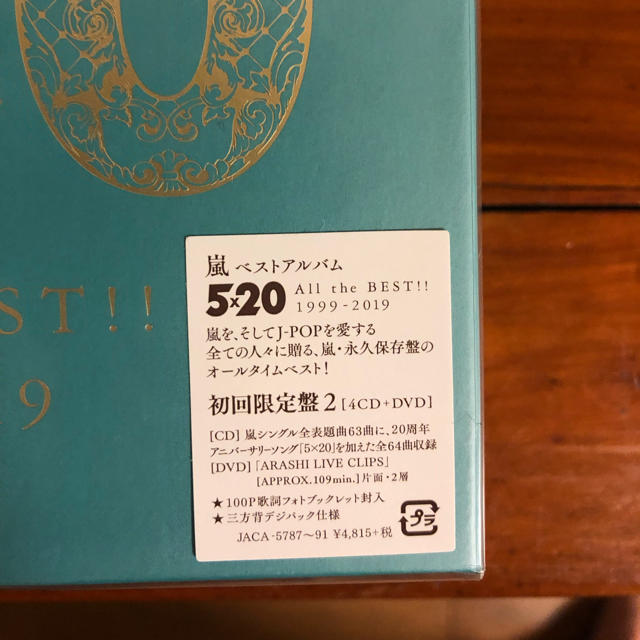 0
ST!!
9
嵐 ベストアルバム
5×20 All the BEST!!
1999-2019
嵐を、そしてJ-POPを愛する
全ての人々に贈る、嵐・永久保存盤の
オールタイムベスト!
初回限定盤2 [4CD+DVD]
[CD] 嵐シングル全表題曲63曲に、20周年
アニバーサリーソング「5×20」を加えた全64曲収録
[DVD] 「ARASHI LIVE CLIPS」
[APPROX.109min.] 片面・2層
★100P歌詞フォトブックレット封入
★三方背デジパック仕様
プラ
JACA-5787〜91 ¥4,815+税